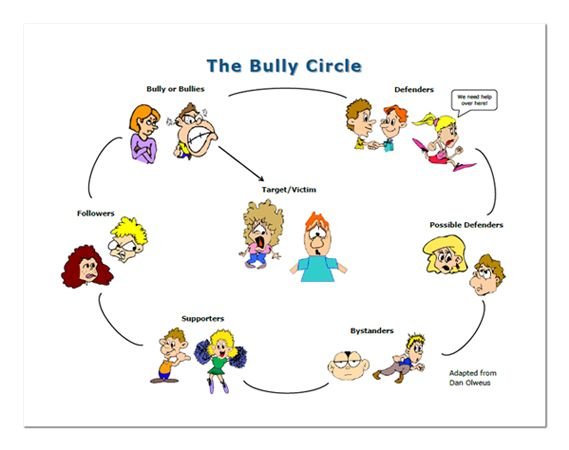 The Bully Circle
Bully or Bullies
Defenders
We need help
over here!
Target/Victim
Followers
Possible Defenders
Supporters
Bystanders
Adapted from
Dan Olweus